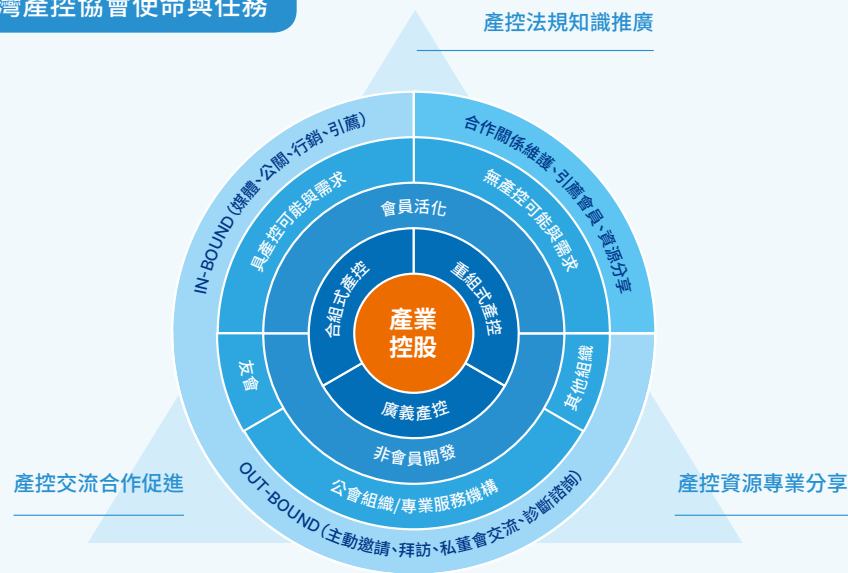 灣產控協會使命與任務
產控法規知識推廣
IN-BOUND(媒體、公關、行銷、引薦)
合作關係維護、引薦會員、資源分享
具產控可能與需求
無產控可能與需求
會員活化
合組式產控
重組式產控
產業
控股
廣義產控
友會
其他組織
非會員開發
公會組織/專業服務機構
OUT-BOUND(主動邀請、拜訪、私董會交流、診斷諮詢)
產控交流合作促進
產控資源專業分享